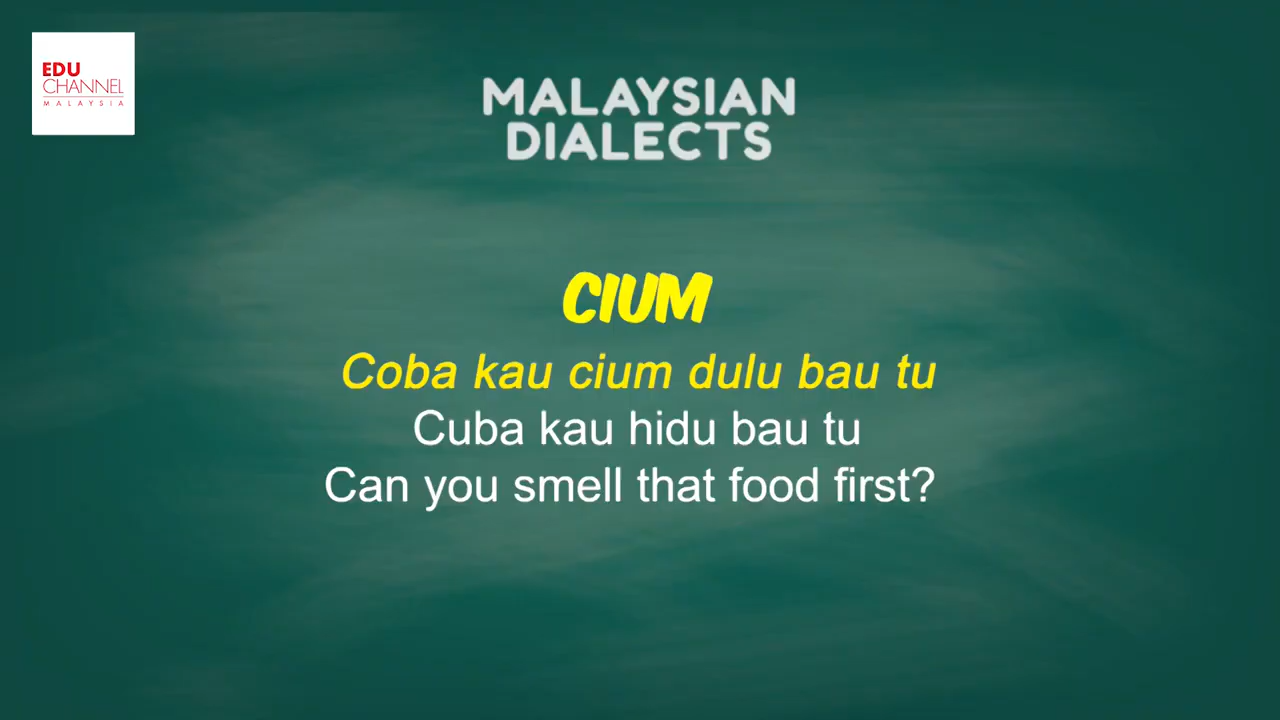 EDU
CHANNEL
MALAYSIA
MALAYSIAN
DIALECTS
CIUM
Coba kau cium dulu bau tu
Cuba kau hidu bau tu
Can you smell that food first?